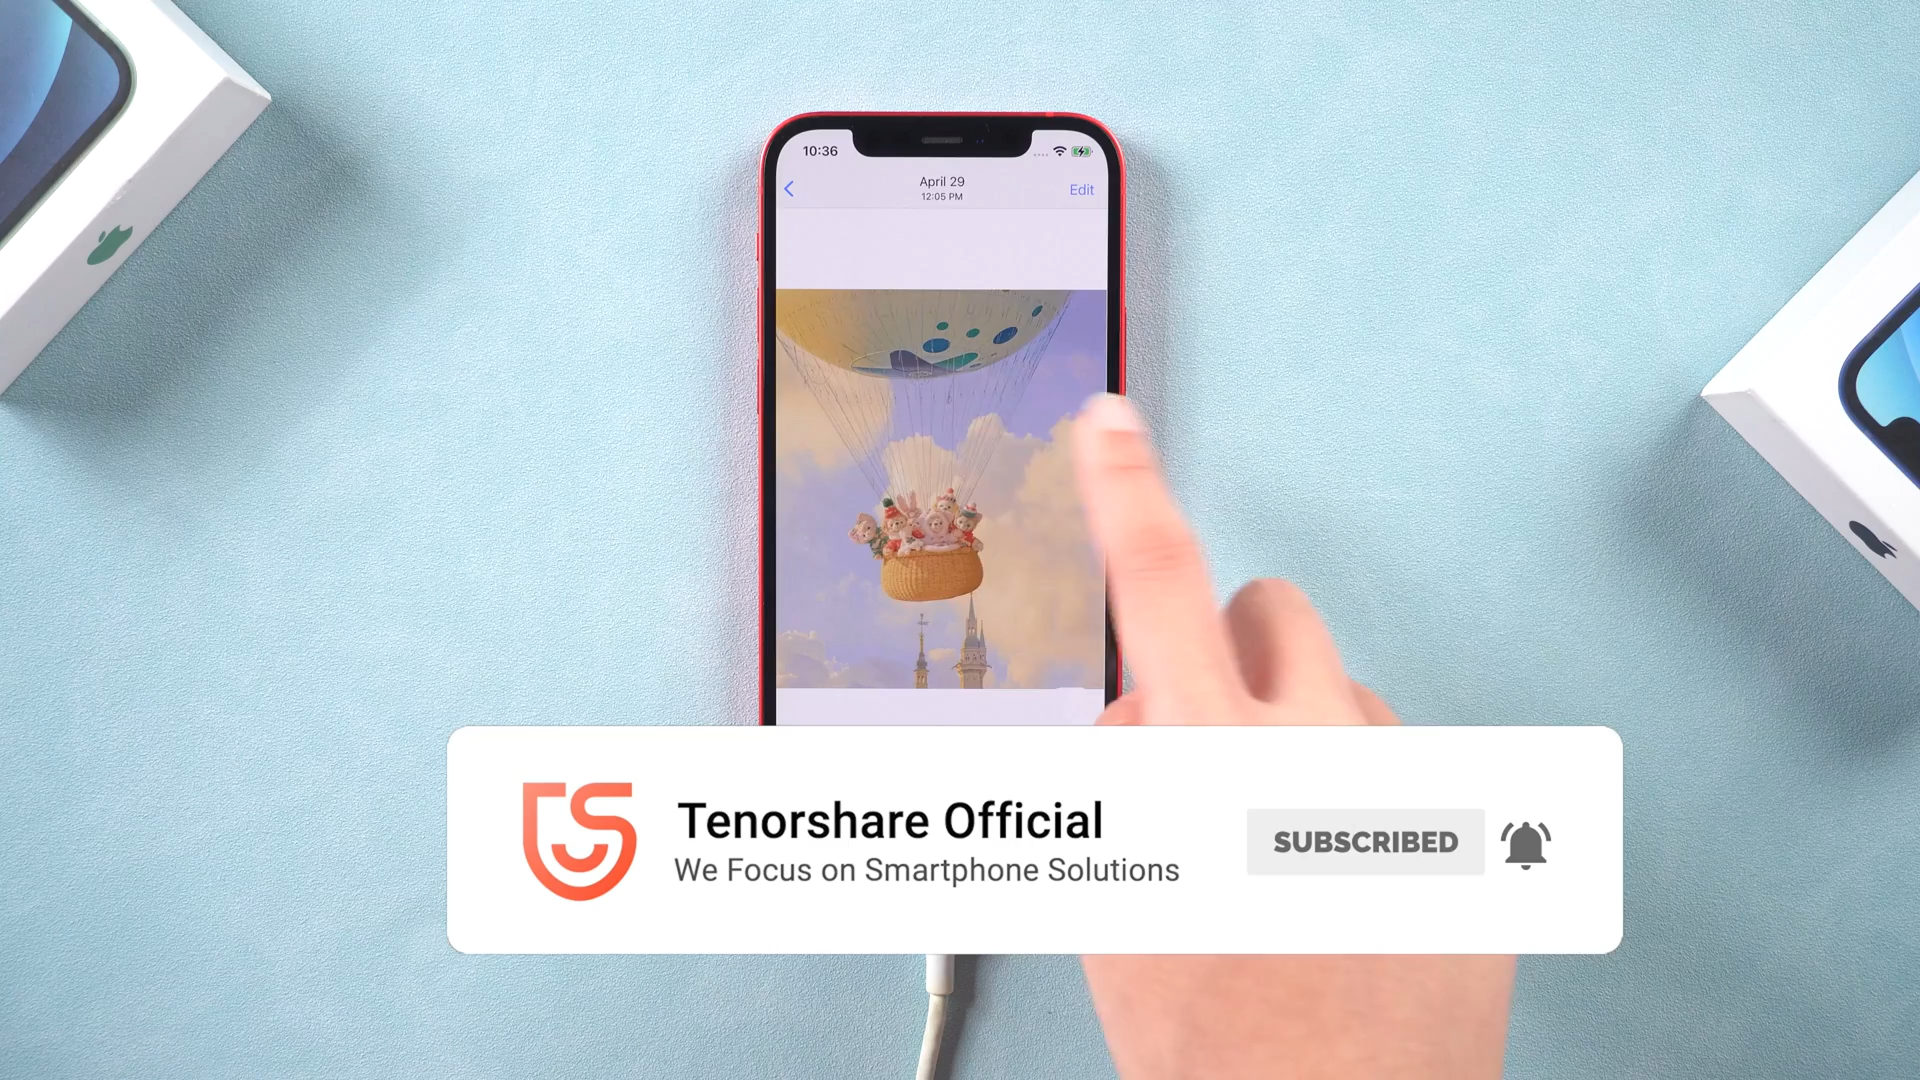 10:36
April 29
12:05 PM
Edit
Tenorshare Official
We Focus on Smartphone Solutions
SUBSCRIBED